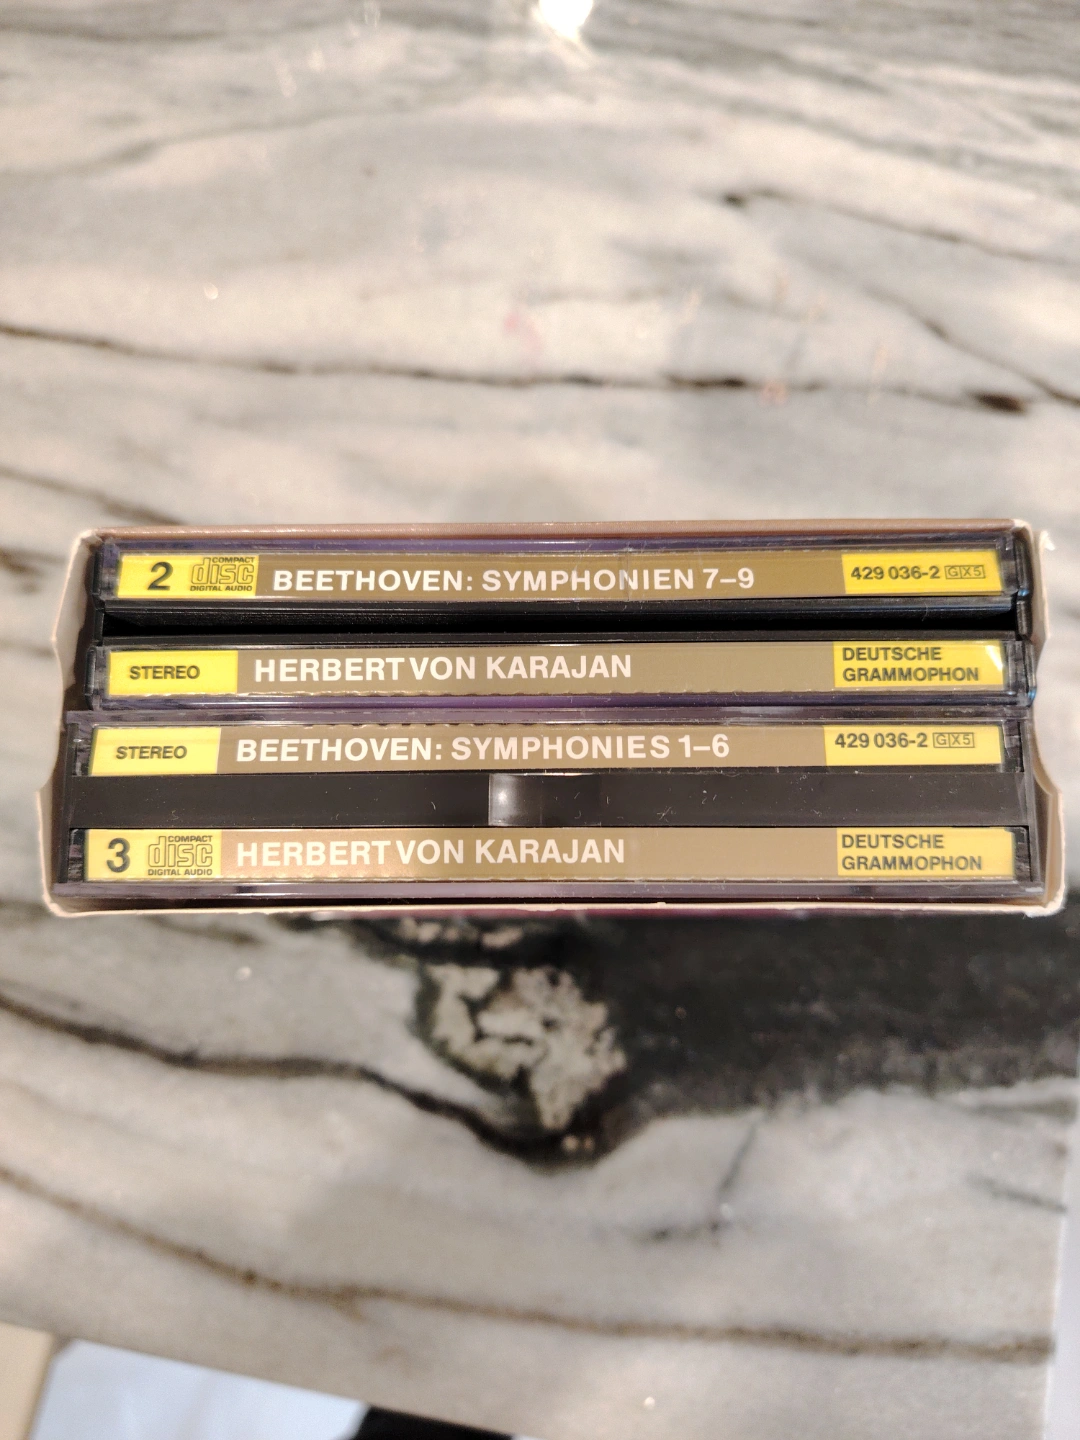 2 COMPACT disc DIGITAL AUDIO BEETHOVEN: SYMPHONIEN 7–9 429 036-2 GX5
STEREO HERBERT VON KARAJAN DEUTSCHE GRAMMOPHON
STEREO BEETHOVEN: SYMPHONIES 1–6 429 036-2 GX5
3 COMPACT disc DIGITAL AUDIO HERBERT VON KARAJAN DEUTSCHE GRAMMOPHON